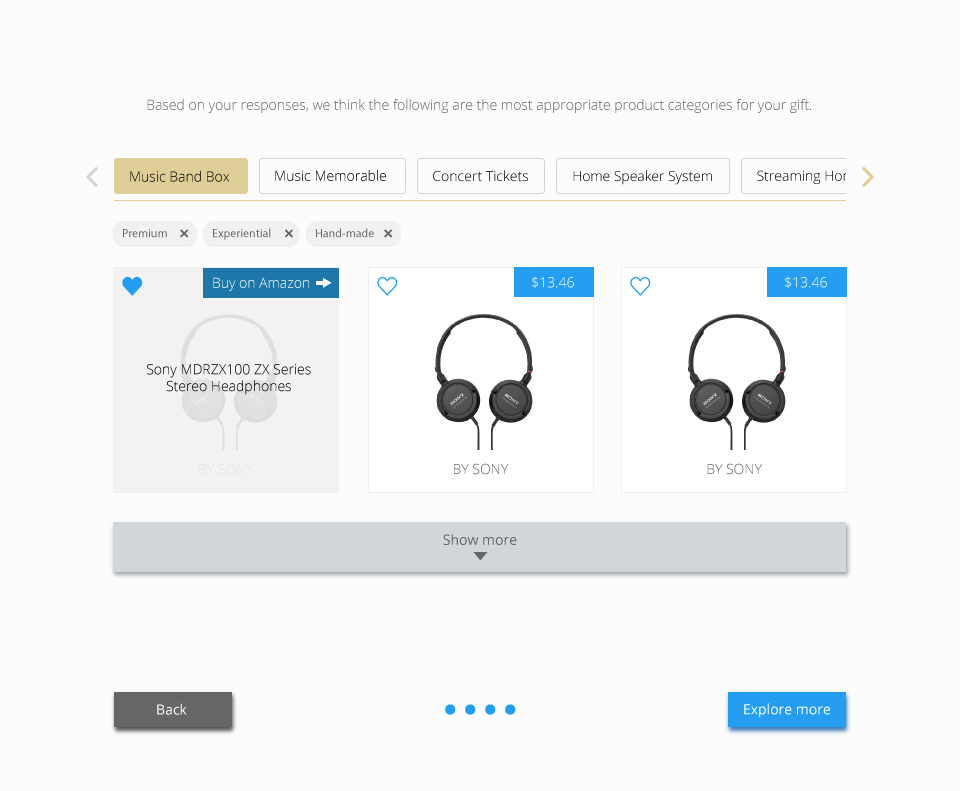 Based on your responses, we think the following are the most appropriate product categories for your gift.
Music Band Box
Music Memorable
Concert Tickets
Home Speaker System
Streaming Hor
Premium
Experiential
Hand-made
Buy on Amazon
$13.46
$13.46
Sony MDRZX100 ZX Series
Stereo Headphones
SONY
SONY
SONY
SONY
BY SONY
BY SONY
BY SONY
Show more
Back
Explore more